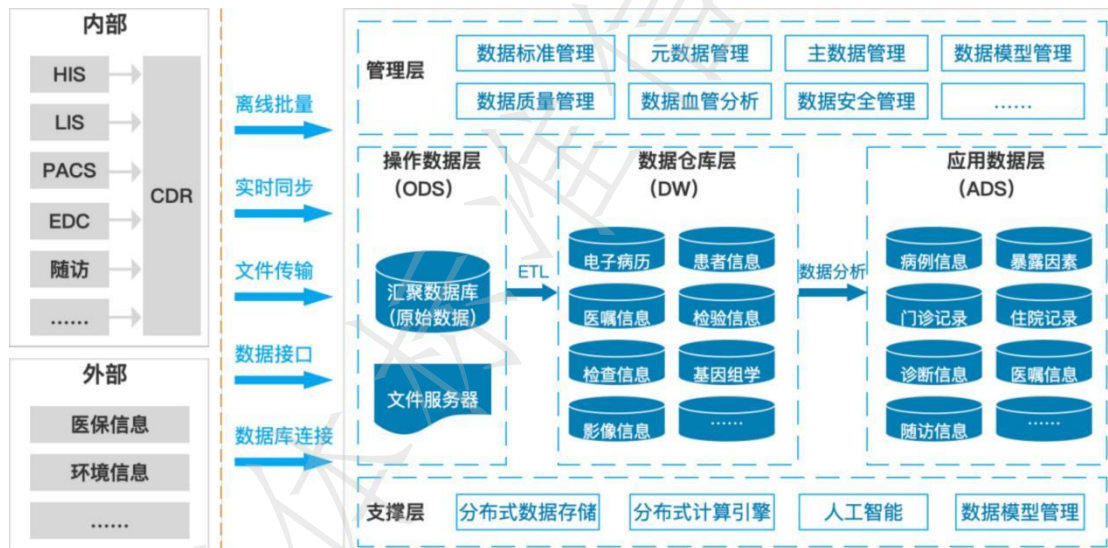 内部
HIS
LIS
PACS
EDC
随访
……
CDR
外部
医保信息
环境信息
……
离线批量
实时同步
文件传输
数据接口
数据库连接
管理层
数据标准管理
元数据管理
主数据管理
数据模型管理
数据质量管理
数据血管分析
数据安全管理
……
操作数据层
（ODS）
汇聚数据库
（原始数据）
文件服务器
ETL
数据仓库层
（DW）
电子病历
患者信息
医嘱信息
检验信息
检查信息
基因组学
影像信息
……
数据分析
应用数据层
（ADS）
病例信息
暴露因素
门诊记录
住院记录
诊断信息
医嘱信息
随访信息
……
支撑层
分布式数据存储
分布式计算引擎
人工智能
数据模型管理